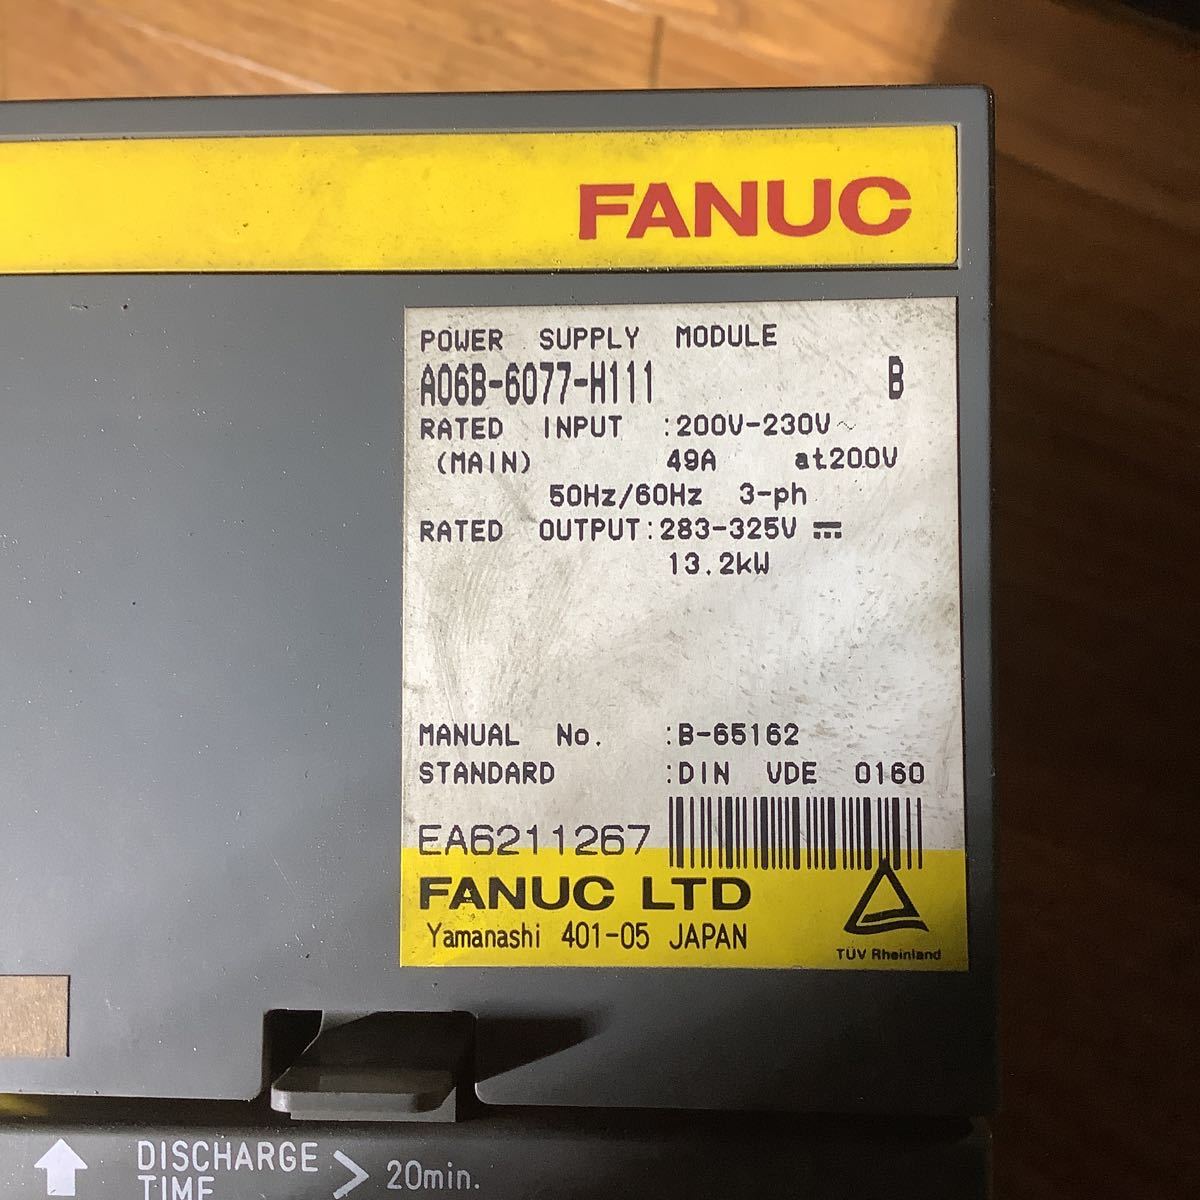 FANUC
POWER SUPPLY MODULE
A06B-6077-H111 B
RATED INPUT :200V-230V~
(MAIN) 49A at200V
50Hz/60Hz 3-ph
RATED OUTPUT:283-325V ⎓
13.2kW
MANUAL No. :B-65162
STANDARD :DIN VDE 0160
EA6211267
FANUC LTD
Yamanashi 401-05 JAPAN
TÜV Rheinland
DISCHARGE
TIME > 20min.